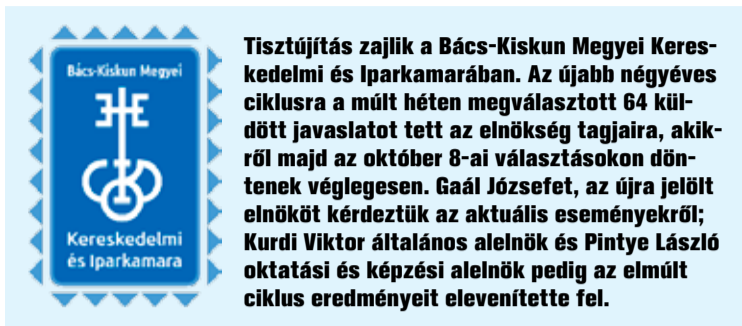 Bács-Kiskun Megyei
Kereskedelmi
és Iparkamara
Tisztújítás zajlik a Bács-Kiskun Megyei Keres-
kedelmi és Iparkamarában. Az újabb négyéves
ciklusra a múlt héten megválasztott 64 kül-
dött javaslatot tett az elnökség tagjaira, akik-
ről majd az október 8-ai választásokon dön-
tenek véglegesen. Gaál Józsefet, az újra jelölt
elnököt kérdeztük az aktuális eseményekről;
Kurdi Viktor általános alelnök és Pintye László
oktatási és képzési alelnök pedig az elmúlt
ciklus eredményeit elevenítette fel.